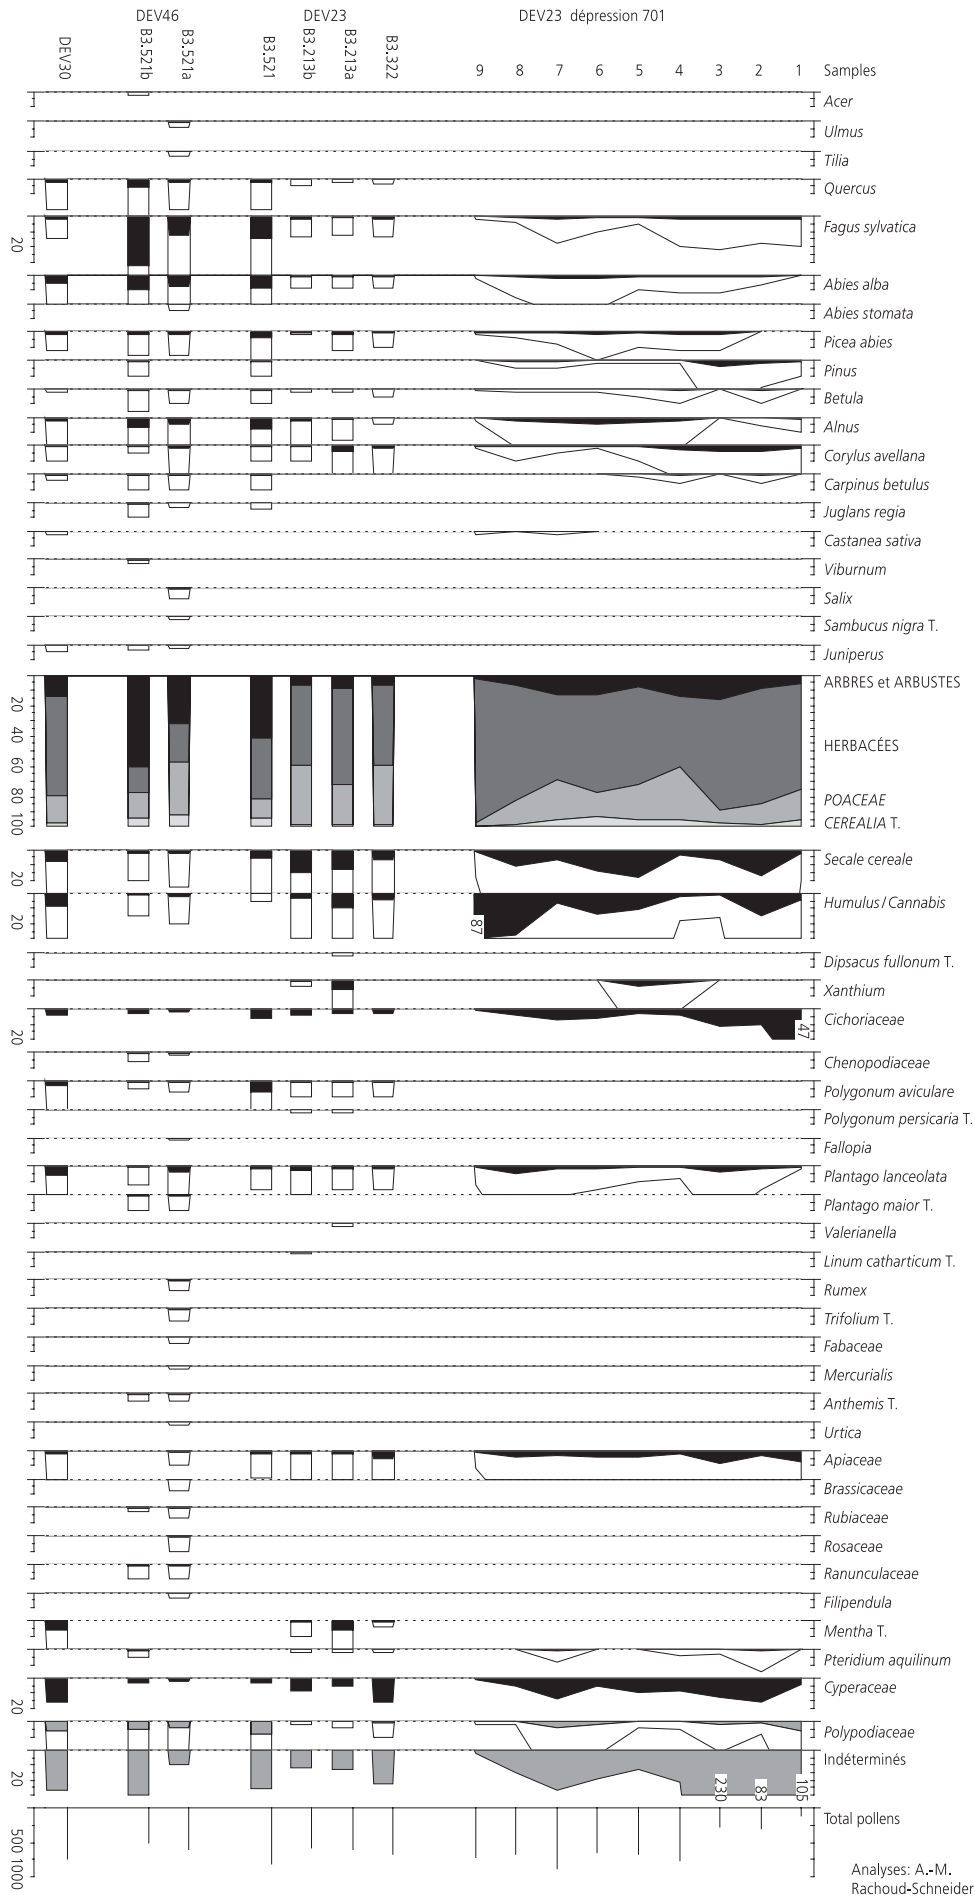 DEV46 DEV23 DEV23 dépression 701
DEV30 B3.521b B3.521a B3.521 B3.213b B3.213a B3.322 9 8 7 6 5 4 3 2 1 Samples
Acer
Ulmus
Tilia
Quercus
20 Fagus sylvatica
Abies alba
Abies stomata
Picea abies
Pinus
Betula
Alnus
Corylus avellana
Carpinus betulus
Juglans regia
Castanea sativa
Viburnum
Salix
Sambucus nigra T.
Juniperus
ARBRES et ARBUSTES
20
40
HERBACÉES
60
80 POACEAE
100 CEREALIA T.
Secale cereale
20
Humulus/Cannabis
20 87
Dipsacus fullonum T.
Xanthium
Cichoriaceae
20 47
Chenopodiaceae
Polygonum aviculare
Polygonum persicaria T.
Fallopia
Plantago lanceolata
Plantago maior T.
Valerianella
Linum catharticum T.
Rumex
Trifolium T.
Fabaceae
Mercurialis
Anthemis T.
Urtica
Apiaceae
Brassicaceae
Rubiaceae
Rosaceae
Ranunculaceae
Filipendula
Mentha T.
Pteridium aquilinum
Cyperaceae
20
Polypodiaceae
Indéterminés
20 230 83 105
Total pollens
500 1000
Analyses: A.-M.
Rachoud-Schneider